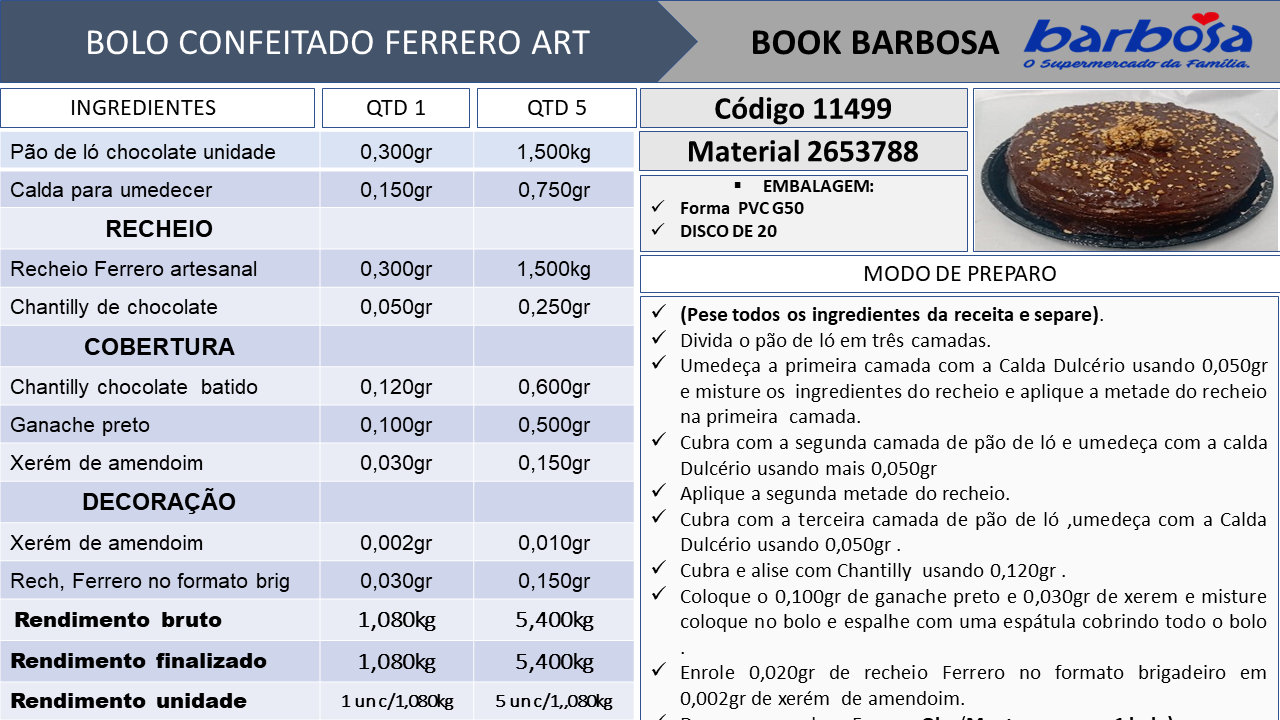 BOLO CONFEITADO FERRERO ART
BOOK BARBOSA
barbosa
O Supermercado da Família.
INGREDIENTES QTD 1 QTD 5
Pão de ló chocolate unidade 0,300gr 1,500kg
Calda para umedecer 0,150gr 0,750gr
RECHEIO
Recheio Ferrero artesanal 0,300gr 1,500kg
Chantilly de chocolate 0,050gr 0,250gr
COBERTURA
Chantilly chocolate batido 0,120gr 0,600gr
Ganache preto 0,100gr 0,500gr
Xerém de amendoim 0,030gr 0,150gr
DECORAÇÃO
Xerém de amendoim 0,002gr 0,010gr
Rech, Ferrero no formato brig 0,030gr 0,150gr
Rendimento bruto 1,080kg 5,400kg
Rendimento finalizado 1,080kg 5,400kg
Rendimento unidade 1 un c/1,080kg 5 un c/1,,080kg
Código 11499
Material 2653788
▪ EMBALAGEM:
✓ Forma PVC G50
✓ DISCO DE 20
MODO DE PREPARO
✓ (Pese todos os ingredientes da receita e separe).
✓ Divida o pão de ló em três camadas.
✓ Umedeça a primeira camada com a Calda Dulcério usando 0,050gr
e misture os ingredientes do recheio e aplique a metade do recheio
na primeira camada.
✓ Cubra com a segunda camada de pão de ló e umedeça com a calda
Dulcério usando mais 0,050gr
✓ Aplique a segunda metade do recheio.
✓ Cubra com a terceira camada de pão de ló ,umedeça com a Calda
Dulcério usando 0,050gr .
✓ Cubra e alise com Chantilly usando 0,120gr .
✓ Coloque o 0,100gr de ganache preto e 0,030gr de xerem e misture
coloque no bolo e espalhe com uma espátula cobrindo todo o bolo
.
✓ Enrole 0,020gr de recheio Ferrero no formato brigadeiro em
0,002gr de xerém de amendoim.